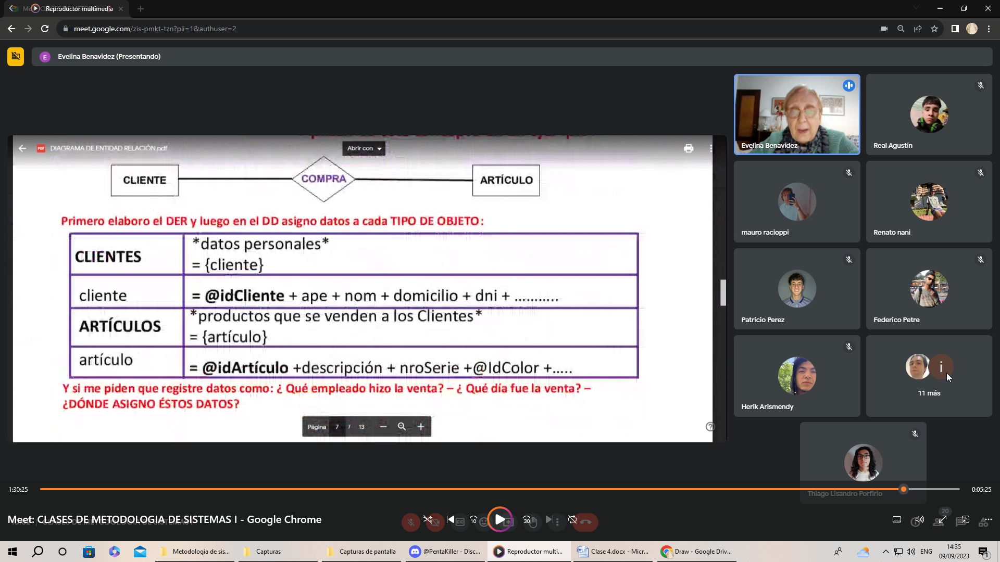 Reproductor multimedia
meet.google.com/zis-pmkt-tzn?pli=1&authuser=2
E
Evelina Benavidez (Presentando)
DIAGRAMA DE ENTIDAD RELACIÓN.pdf
Abrir con
CLIENTE
COMPRA
ARTÍCULO
Primero elaboro el DER y luego en el DD asigno datos a cada TIPO DE OBJETO:
CLIENTES
*datos personales*
= {cliente}
cliente
= @idCliente + ape + nom + domicilio + dni + ...........
ARTÍCULOS
*productos que se venden a los Clientes*
= {artículo}
artículo
= @idArtículo +descripción + nroSerie +@IdColor +.....
Y si me piden que registre datos como: ¿ Qué empleado hizo la venta? – ¿ Qué día fue la venta? –
¿DÓNDE ASIGNO ÉSTOS DATOS?
Página 7 / 13
Evelina Benavidez
Real Agustín
mauro racioppi
Renato nani
Patricio Perez
Federico Petre
Herik Arismendy
i
11 más
Thiago Lisandro Porfirio
1:30:25
0:05:25
Meet: CLASES DE METODOLOGIA DE SISTEMAS I - Google Chrome
10
30
20
Metodologia de sis...
Capturas
Capturas de pantalla
@PentaKiller - Disc...
Reproductor multi...
Clase 4.docx - Micr...
Draw - Google Driv...
ENG
14:35
09/09/2023
1